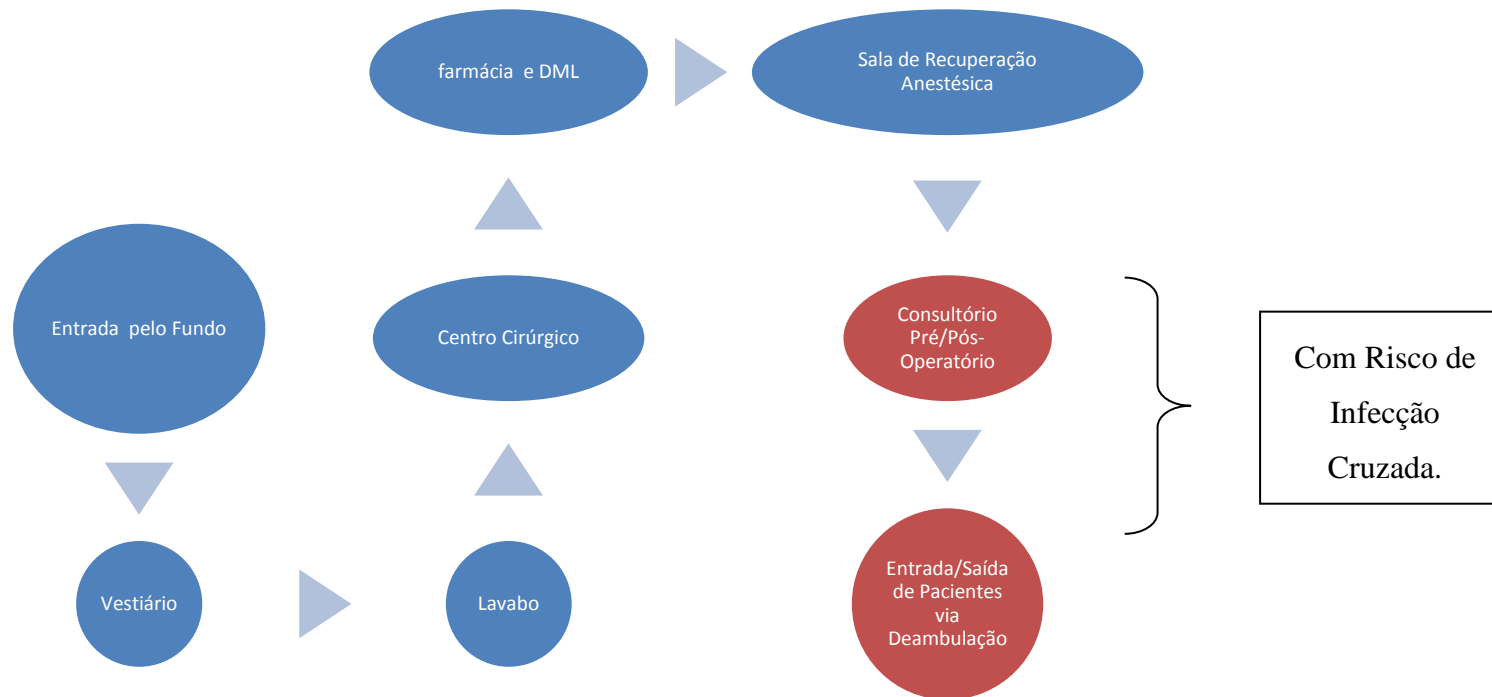 farmácia e DML
Sala de Recuperação
Anestésica
Entrada pelo Fundo
Centro Cirúrgico
Consultório
Pré/Pós-
Operatório
Com Risco de
Infecção
Cruzada.
Vestiário
Lavabo
Entrada/Saída
de Pacientes
via
Deambulação